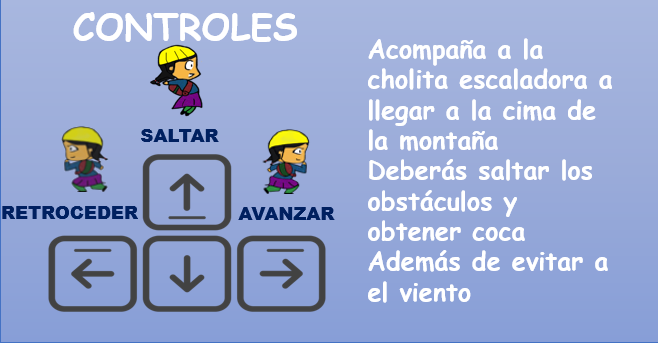 CONTROLES
SALTAR
RETROCEDER
AVANZAR
Acompaña a la
cholita escaladora a
llegar a la cima de
la montaña
Deberás saltar los
obstáculos y
obtener coca
Además de evitar a
el viento